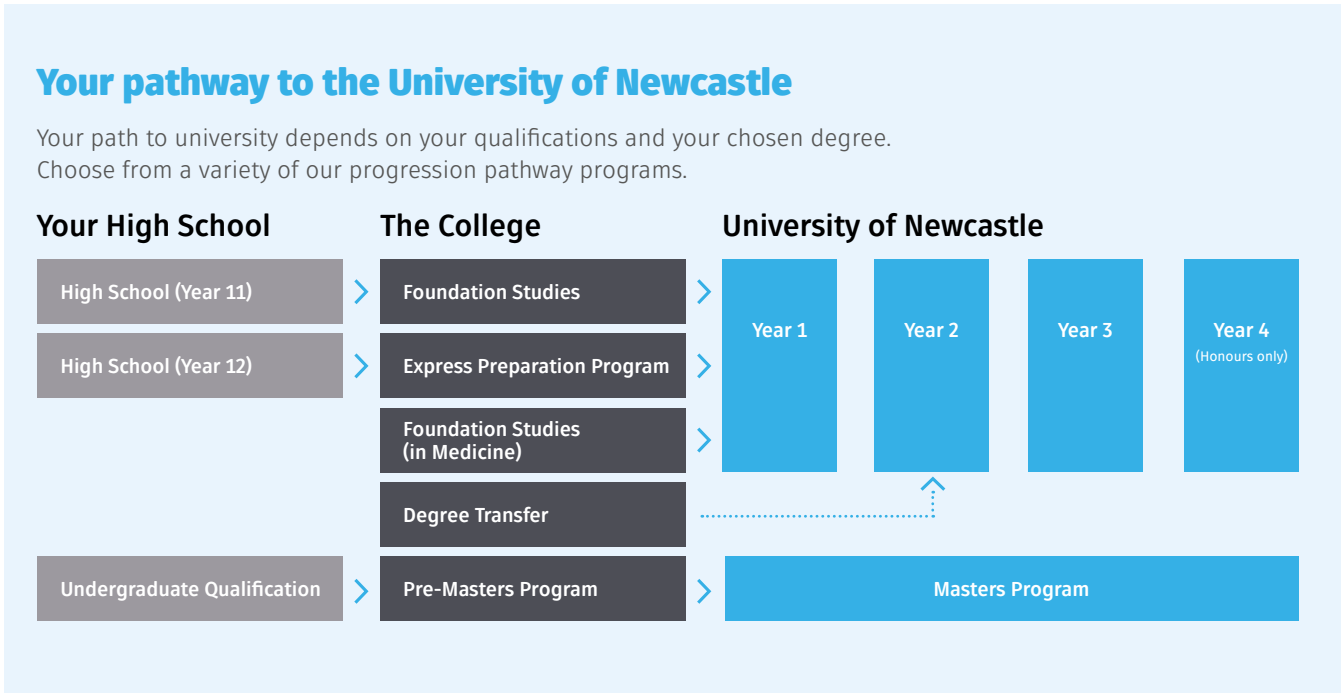 Your pathway to the University of Newcastle
Your path to university depends on your qualifications and your chosen degree.
Choose from a variety of our progression pathway programs.
Your High School
The College
University of Newcastle
High School (Year 11)
Foundation Studies
High School (Year 12)
Express Preparation Program
Foundation Studies
(in Medicine)
Degree Transfer
Year 1
Year 2
Year 3
Year 4
(Honours only)
Undergraduate Qualification
Pre-Masters Program
Masters Program